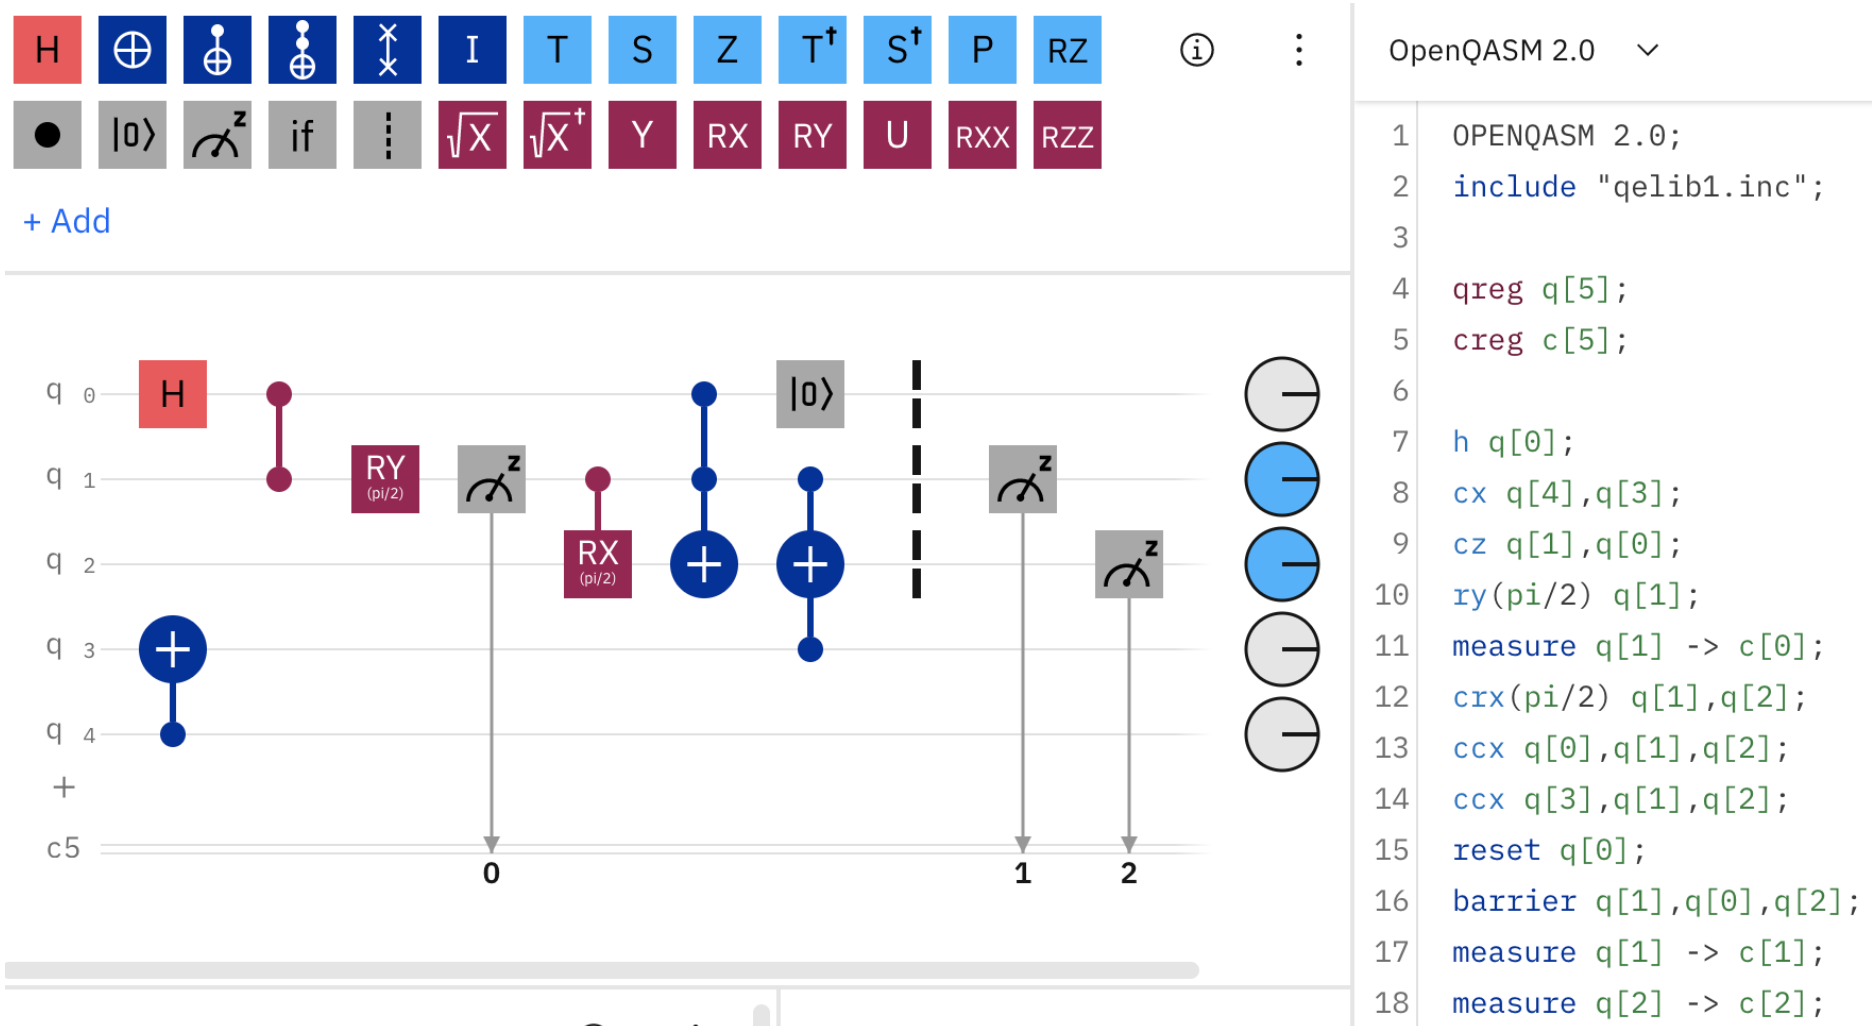 H I T S Z T† S† P RZ
|0⟩ z if √X √X† Y RX RY U RXX RZZ
+ Add
q 0 H |0⟩
q 1 RY (pi/2) z z
q 2 RX (pi/2) z
q 3
q 4
+
c5
0 1 2
OpenQASM 2.0
1 OPENQASM 2.0;
2 include "qelib1.inc";
3
4 qreg q[5];
5 creg c[5];
6
7 h q[0];
8 cx q[4],q[3];
9 cz q[1],q[0];
10 ry(pi/2) q[1];
11 measure q[1] -> c[0];
12 crx(pi/2) q[1],q[2];
13 ccx q[0],q[1],q[2];
14 ccx q[3],q[1],q[2];
15 reset q[0];
16 barrier q[1],q[0],q[2];
17 measure q[1] -> c[1];
18 measure q[2] -> c[2];